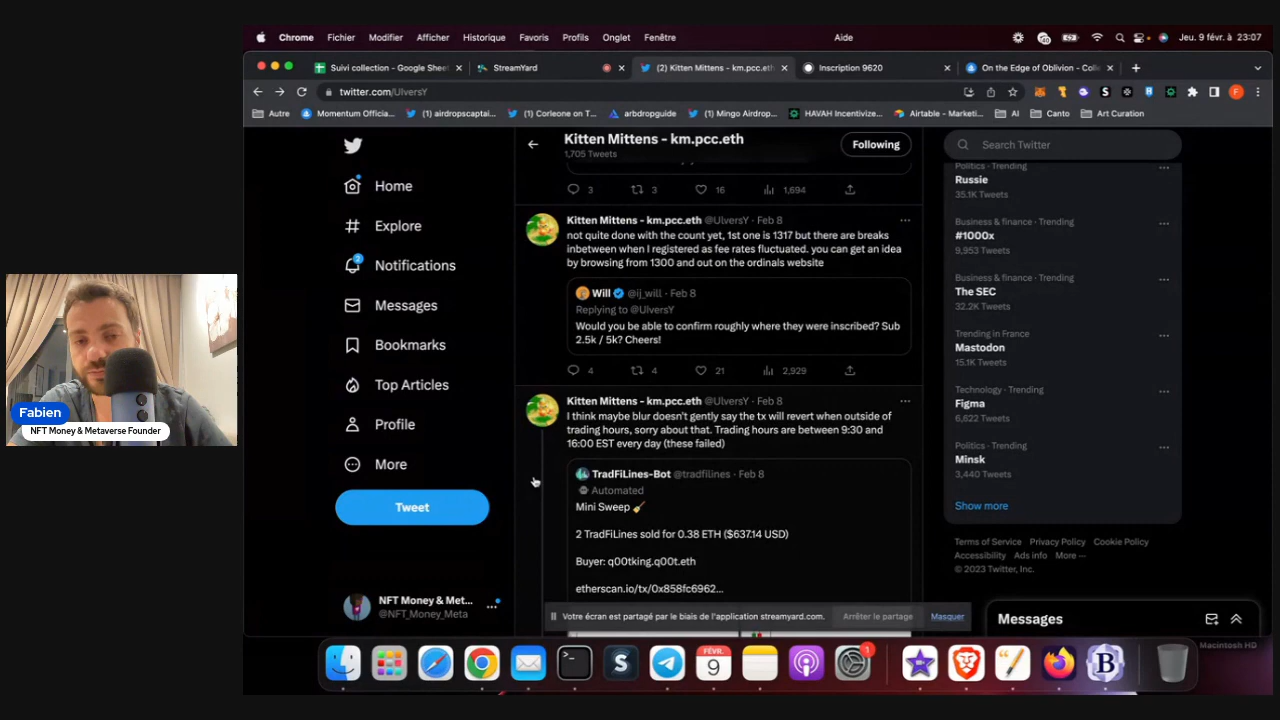 Chrome Fichier Modifier Afficher Historique Favoris Profils Onglet Fenêtre Aide Jeu. 9 févr à 23:07
Suivi collection - Google Sheet
StreamYard
(2) Kitten Mittens - km.pcc.eth
Inscription 9620
On the Edge of Oblivion - Colle
twitter.com/UlversY
Autre
Momentum Officia...
(1) airdropscaptai...
(1) Corleone on T...
arbdropguide
(1) Mingo Airdrop...
HAVAH Incentivize...
Airtable - Marketi...
AI
Canto
Art Curation
Home
Explore
Notifications
2
Messages
Bookmarks
Top Articles
Profile
More
Tweet
NFT Money & Met...
@NFT_Money_Meta
Kitten Mittens - km.pcc.eth
1,705 Tweets
Following
3 3 16 1,694
Kitten Mittens - km.pcc.eth @UlversY · Feb 8
not quite done with the count yet, 1st one is 1317 but there are breaks
inbetween when I registered as fee rates fluctuated. you can get an idea
by browsing from 1300 and out on the ordinals website
Will @ij_will · Feb 8
Replying to @UlversY
Would you be able to confirm roughly where they were inscribed? Sub
2.5k / 5k? Cheers!
4 4 21 2,929
Kitten Mittens - km.pcc.eth @UlversY · Feb 8
I think maybe blur doesn't gently say the tx will revert when outside of
trading hours, sorry about that. Trading hours are between 9:30 and
16:00 EST every day (these failed)
TradFiLines-Bot @tradfilines · Feb 8
Automated
Mini Sweep
2 TradFiLines sold for 0.38 ETH ($637.14 USD)
Buyer: q00tking.q00t.eth
etherscan.io/tx/0x858fc6962...
Search Twitter
Politics · Trending
Russie
35.1K Tweets
Business & finance · Trending
#1000x
9,953 Tweets
Business & finance · Trending
The SEC
32.2K Tweets
Trending in France
Mastodon
15.1K Tweets
Technology · Trending
Figma
6,622 Tweets
Politics · Trending
Minsk
3,440 Tweets
Show more
Terms of Service Privacy Policy Cookie Policy
Accessibility Ads info More ···
© 2023 Twitter, Inc.
Messages
Votre écran est partagé par le biais de l'application streamyard.com.
Arrêter le partage
Masquer
Macintosh HD
FÉVR.
9
1
Fabien
NFT Money & Metaverse Founder